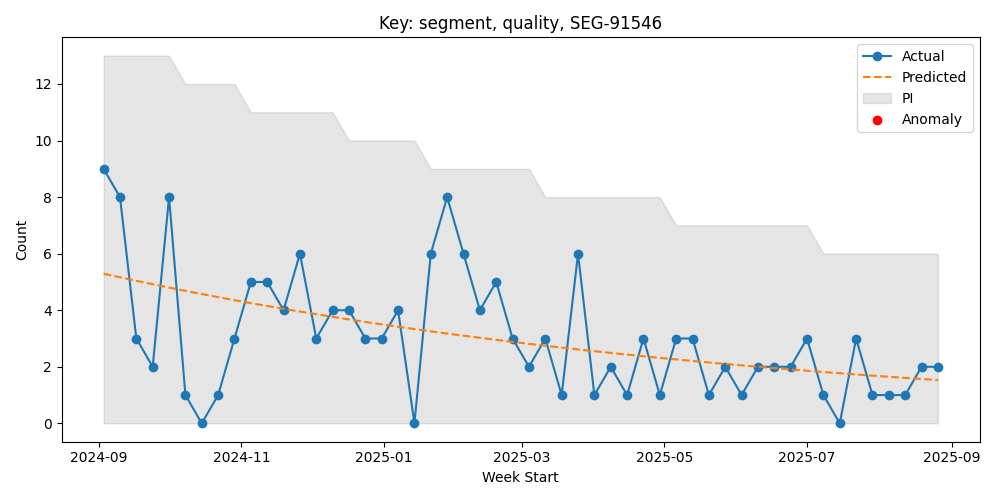 Key: segment, quality, SEG-91546
Actual
Predicted
PI
Anomaly
Count
12
10
8
6
4
2
0
2024-09
2024-11
2025-01
2025-03
2025-05
2025-07
2025-09
Week Start